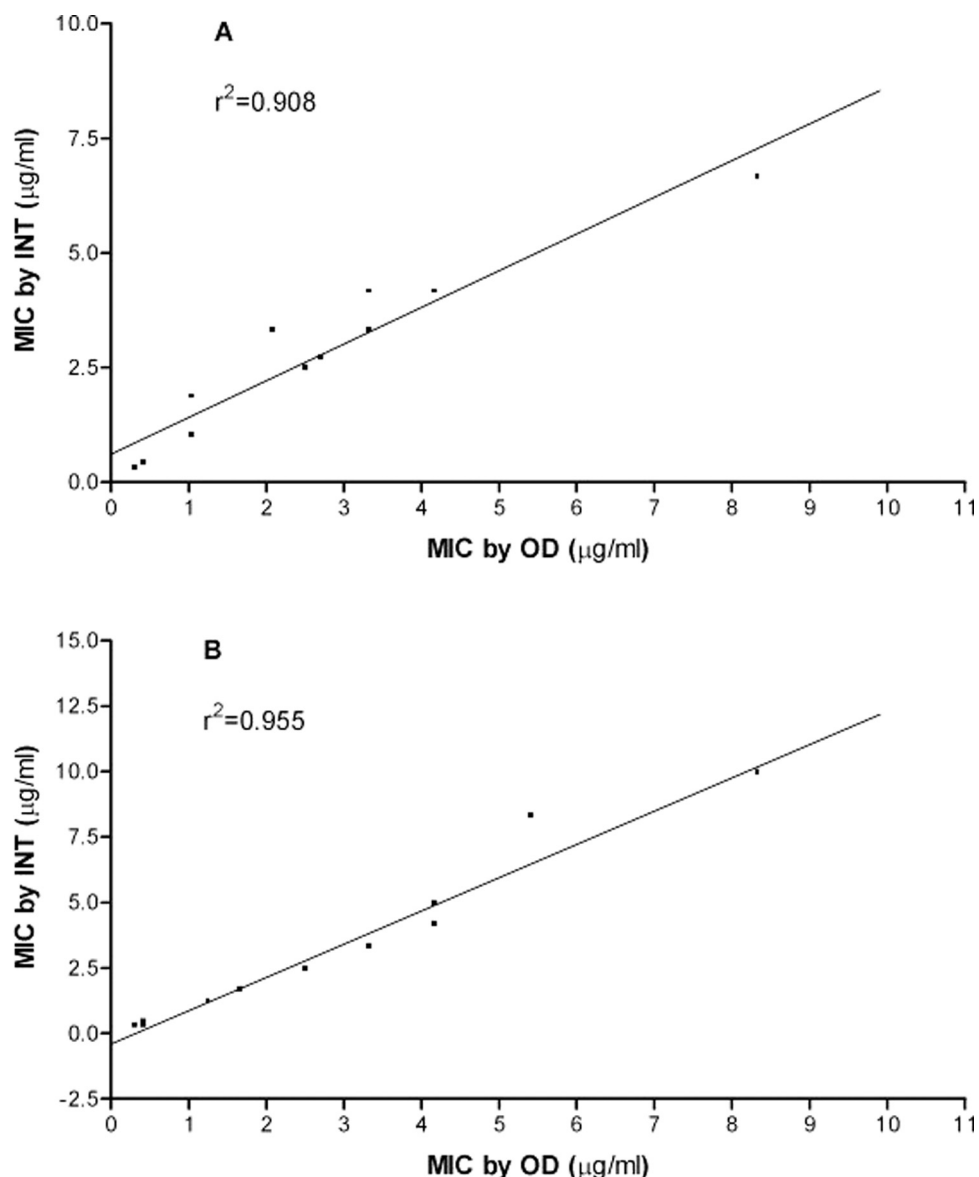 A
r²=0.908
MIC by INT (µg/ml)
10.0
7.5
5.0
2.5
0.0
0 1 2 3 4 5 6 7 8 9 10 11
MIC by OD (µg/ml)
B
r²=0.955
MIC by INT (µg/ml)
15.0
12.5
10.0
7.5
5.0
2.5
0.0
-2.5
0 1 2 3 4 5 6 7 8 9 10 11
MIC by OD (µg/ml)